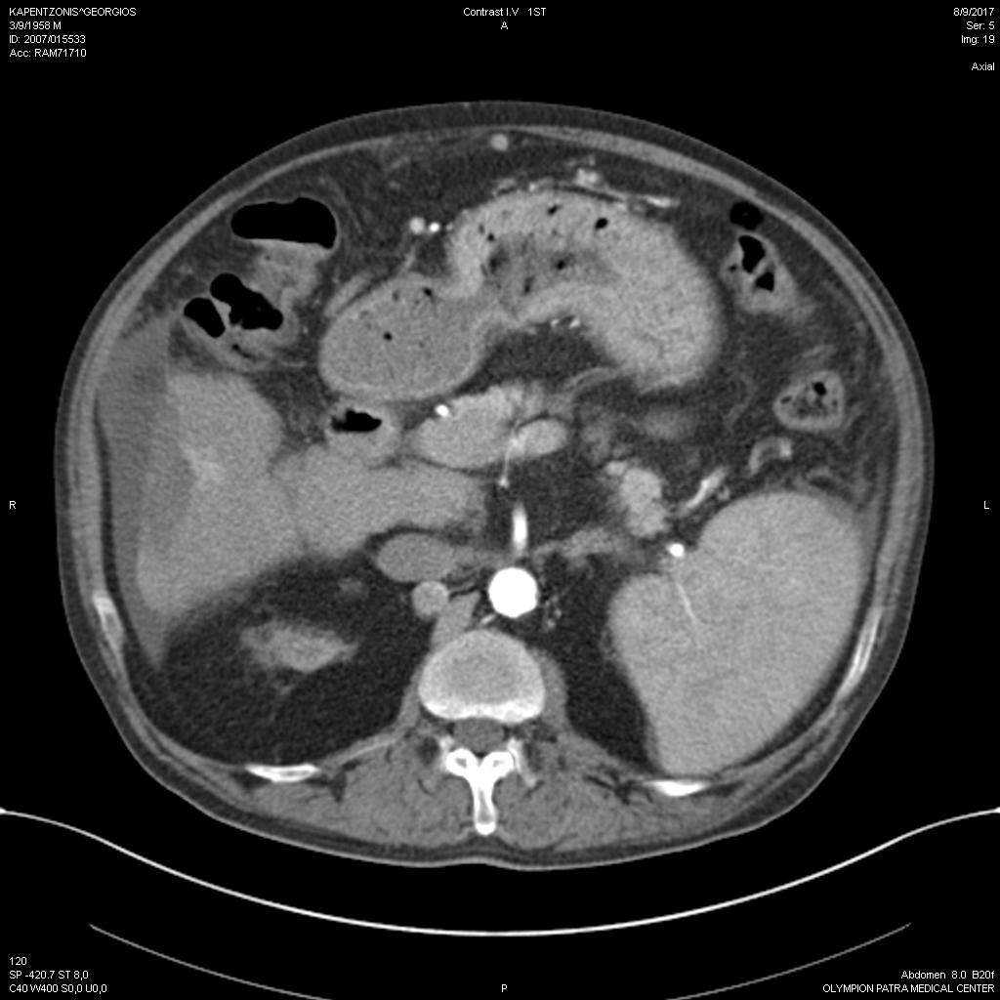 KAPENTZONIS^GEORGIOS
3/9/1958 M
ID: 2007/015533
Acc: RAM71710
Contrast I.V 1ST
A
8/9/2017
Ser: 5
Img: 19
Axial
R
L
120
SP -420.7 ST 8,0
C40 W400 S0,0 U0,0
P
Abdomen 8.0 B20f
OLYMPION PATRA MEDICAL CENTER